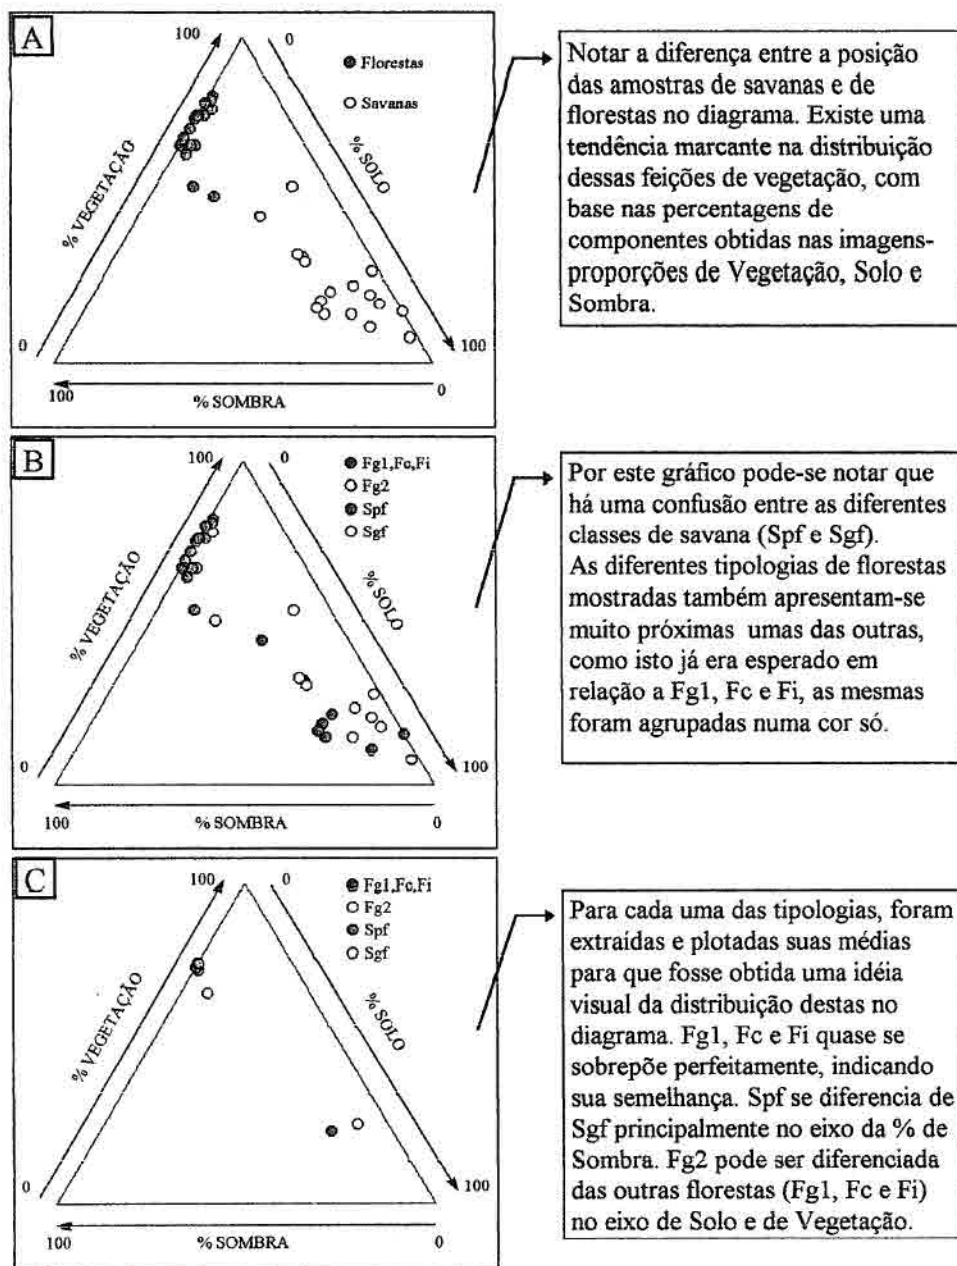 A
100
0
Florestas
Savanas
% VEGETAÇÃO
% SOLO
0
100
100
0
% SOMBRA
Notar a diferença entre a posição
das amostras de savanas e de
florestas no diagrama. Existe uma
tendência marcante na distribuição
dessas feições de vegetação, com
base nas percentagens de
componentes obtidas nas imagens-
proporções de Vegetação, Solo e
Sombra.
B
100
0
Fg1,Fc,Fi
Fg2
Spf
Sgf
% VEGETAÇÃO
% SOLO
0
100
100
0
% SOMBRA
Por este gráfico pode-se notar que
há uma confusão entre as diferentes
classes de savana (Spf e Sgf).
As diferentes tipologias de florestas
mostradas também apresentam-se
muito próximas umas das outras,
como isto já era esperado em
relação a Fg1, Fc e Fi, as mesmas
foram agrupadas numa cor só.
C
100
0
Fg1,Fc,Fi
Fg2
Spf
Sgf
% VEGETAÇÃO
% SOLO
0
100
100
0
% SOMBRA
Para cada uma das tipologias, foram
extraídas e plotadas suas médias
para que fosse obtida uma idéia
visual da distribuição destas no
diagrama. Fg1, Fc e Fi quase se
sobrepõe perfeitamente, indicando
sua semelhança. Spf se diferencia de
Sgf principalmente no eixo da % de
Sombra. Fg2 pode ser diferenciada
das outras florestas (Fg1, Fc e Fi)
no eixo de Solo e de Vegetação.